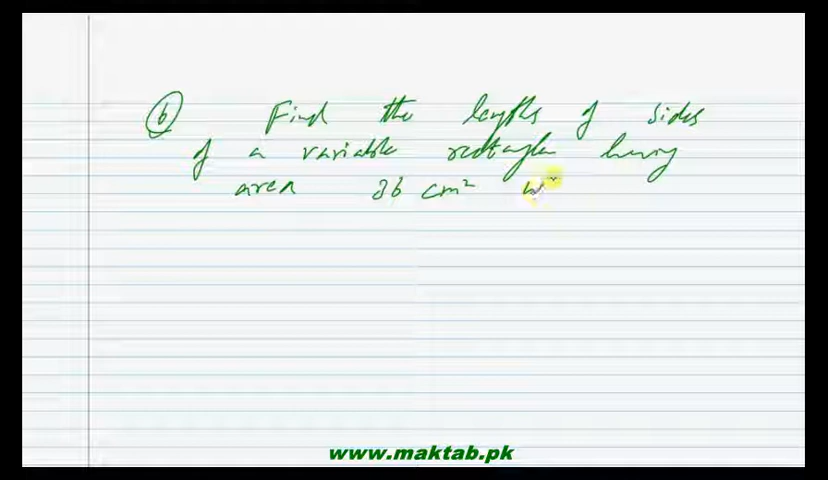 6 Find the lengths of sides
of a variable rectangle having
area 36 cm² w
www.maktab.pk